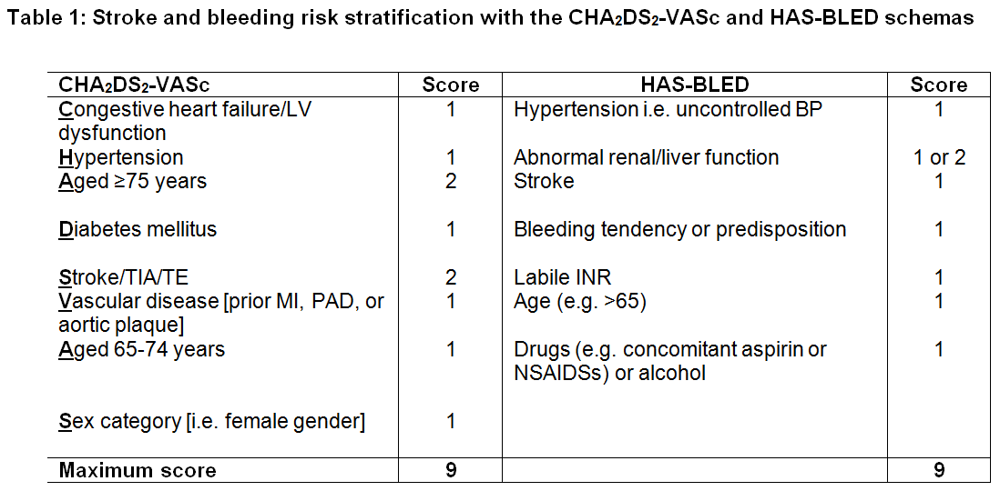 Table 1: Stroke and bleeding risk stratification with the CHA₂DS₂-VASc and HAS-BLED schemas
CHA₂DS₂-VASc Score HAS-BLED Score
Congestive heart failure/LV 1 Hypertension i.e. uncontrolled BP 1
dysfunction
Hypertension 1 Abnormal renal/liver function 1 or 2
Aged ≥75 years 2 Stroke 1
Diabetes mellitus 1 Bleeding tendency or predisposition 1
Stroke/TIA/TE 2 Labile INR 1
Vascular disease [prior MI, PAD, or 1 Age (e.g. >65) 1
aortic plaque]
Aged 65-74 years 1 Drugs (e.g. concomitant aspirin or 1
NSAIDSs) or alcohol
Sex category [i.e. female gender] 1
Maximum score 9 9